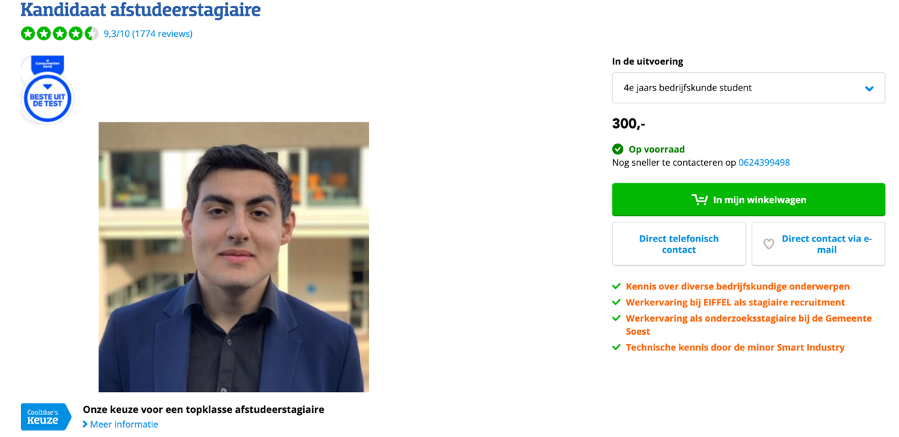 Kandidaat afstudeerstagiaire
9,3/10 (1774 reviews)
BESTE UIT
DE TEST
In de uitvoering
4e jaars bedrijfskunde student
300,-
Op voorraad
Nog sneller te contacteren op 0624399498
In mijn winkelwagen
Direct telefonisch
contact
Direct contact via e-
mail
Kennis over diverse bedrijfskundige onderwerpen
Werkervaring bij EIFFEL als stagiaire recruitment
Werkervaring als onderzoeksstagiaire bij de Gemeente
Soest
Technische kennis door de minor Smart Industry
Coolblue's
Keuze
Onze keuze voor een topklasse afstudeerstagiaire
Meer informatie